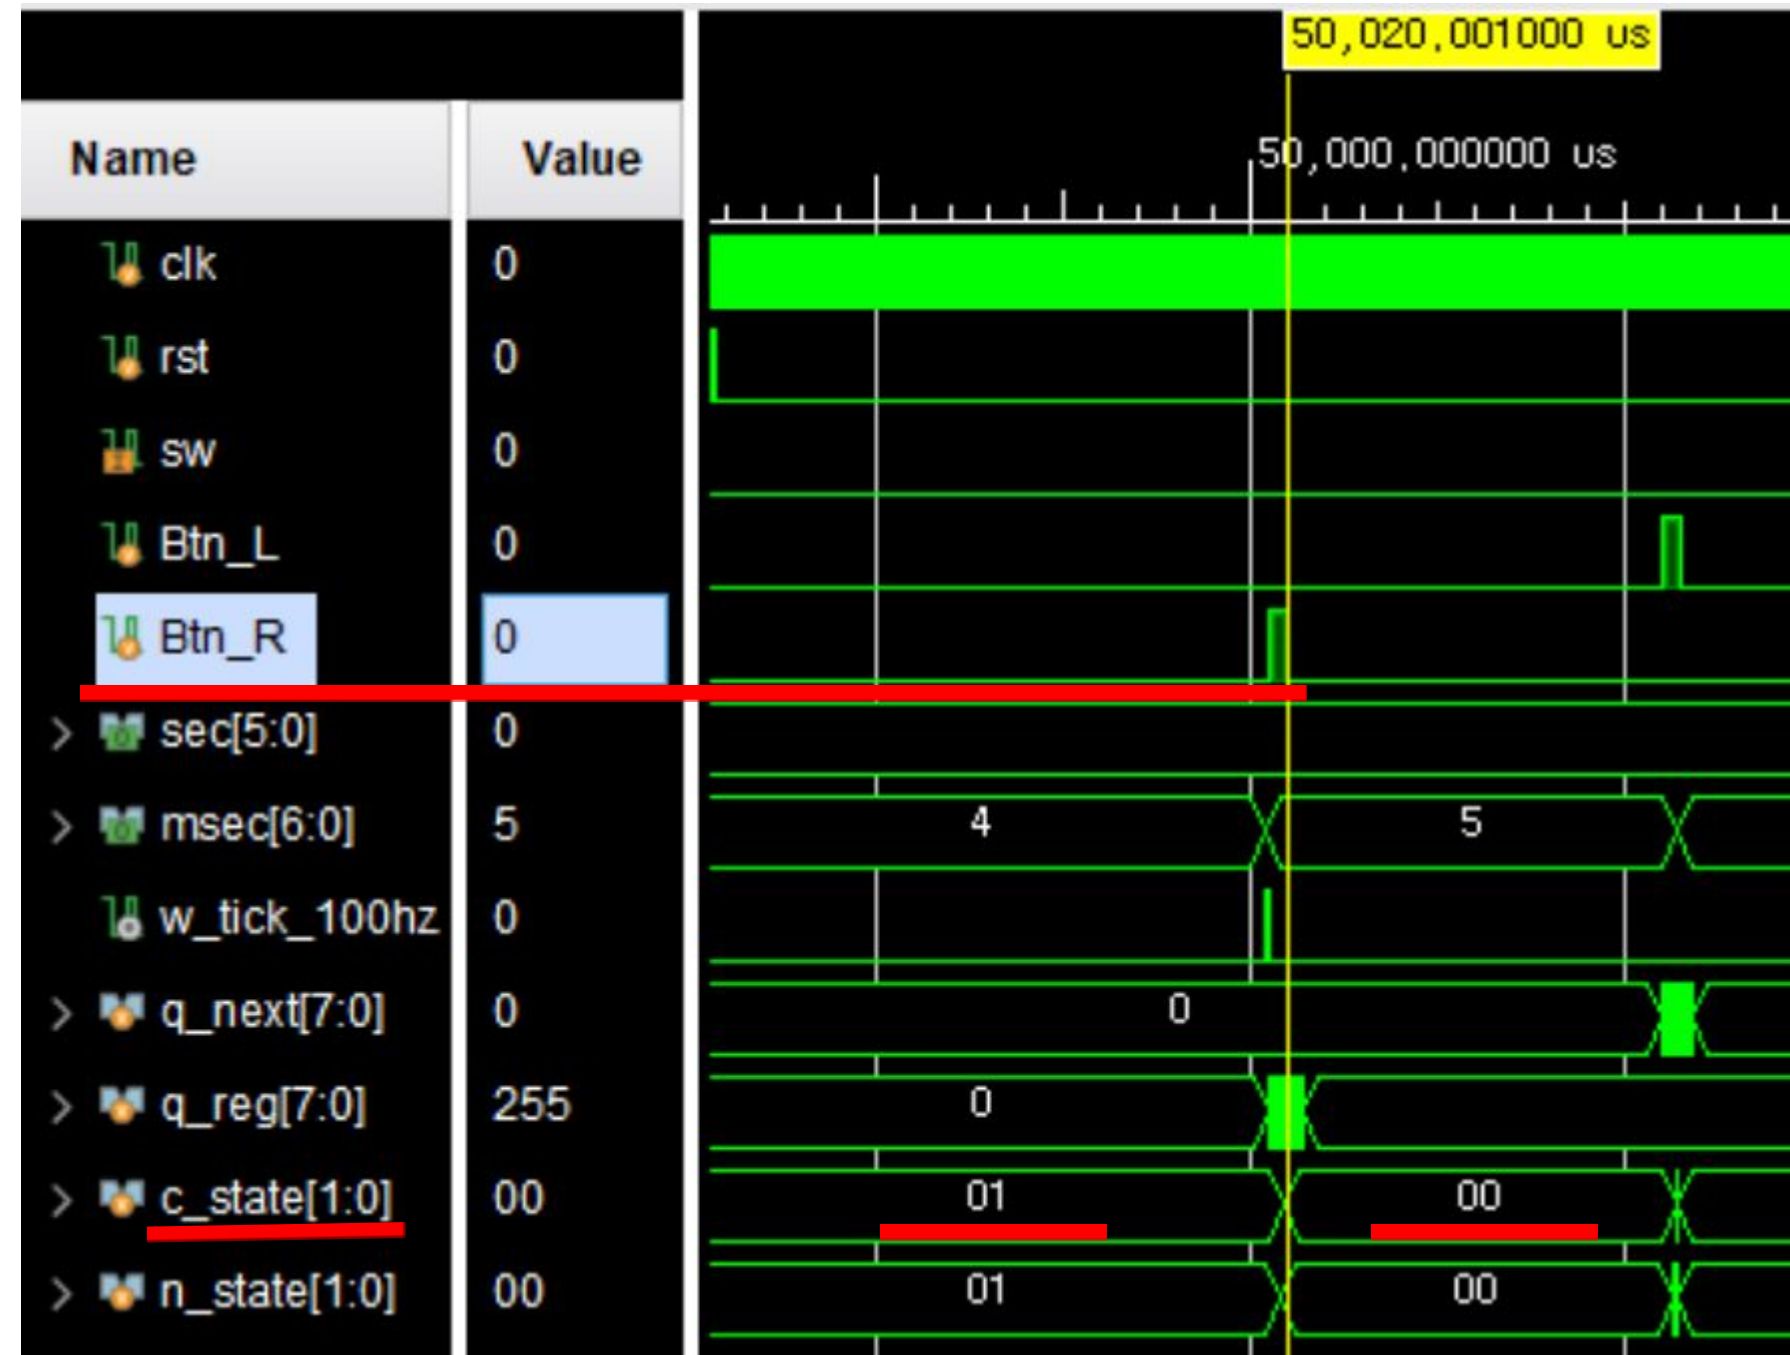 50,020.001000 us
Name Value 50,000.000000 us
clk 0
rst 0
sw 0
Btn_L 0
Btn_R 0
sec[5:0] 0
msec[6:0] 5 4 5
w_tick_100hz 0
q_next[7:0] 0 0
q_reg[7:0] 255 0
c_state[1:0] 00 01 00
n_state[1:0] 00 01 00